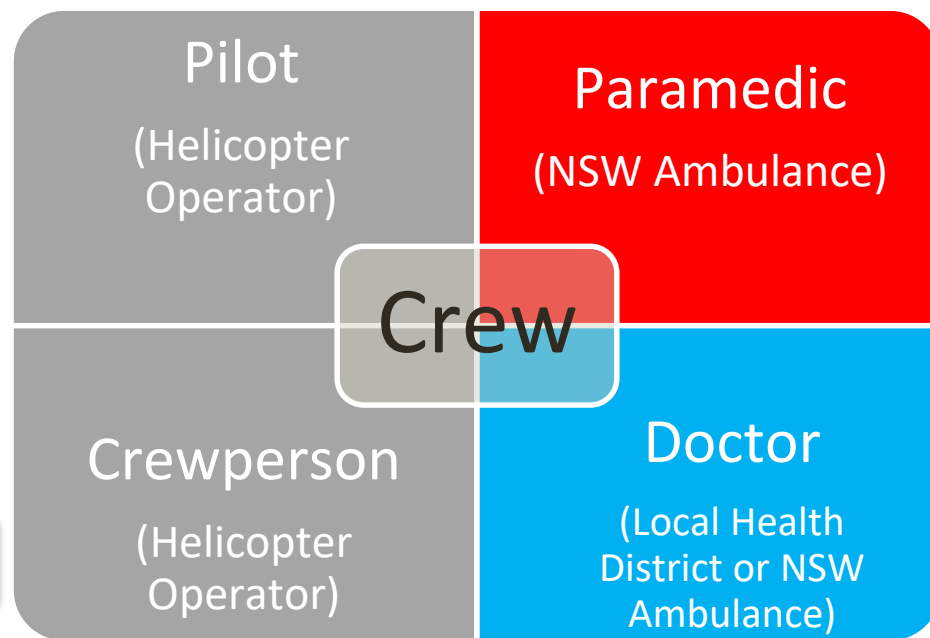 Pilot
(Helicopter
Operator)
Paramedic
(NSW Ambulance)
Crew
Crewperson
(Helicopter
Operator)
Doctor
(Local Health
District or NSW
Ambulance)